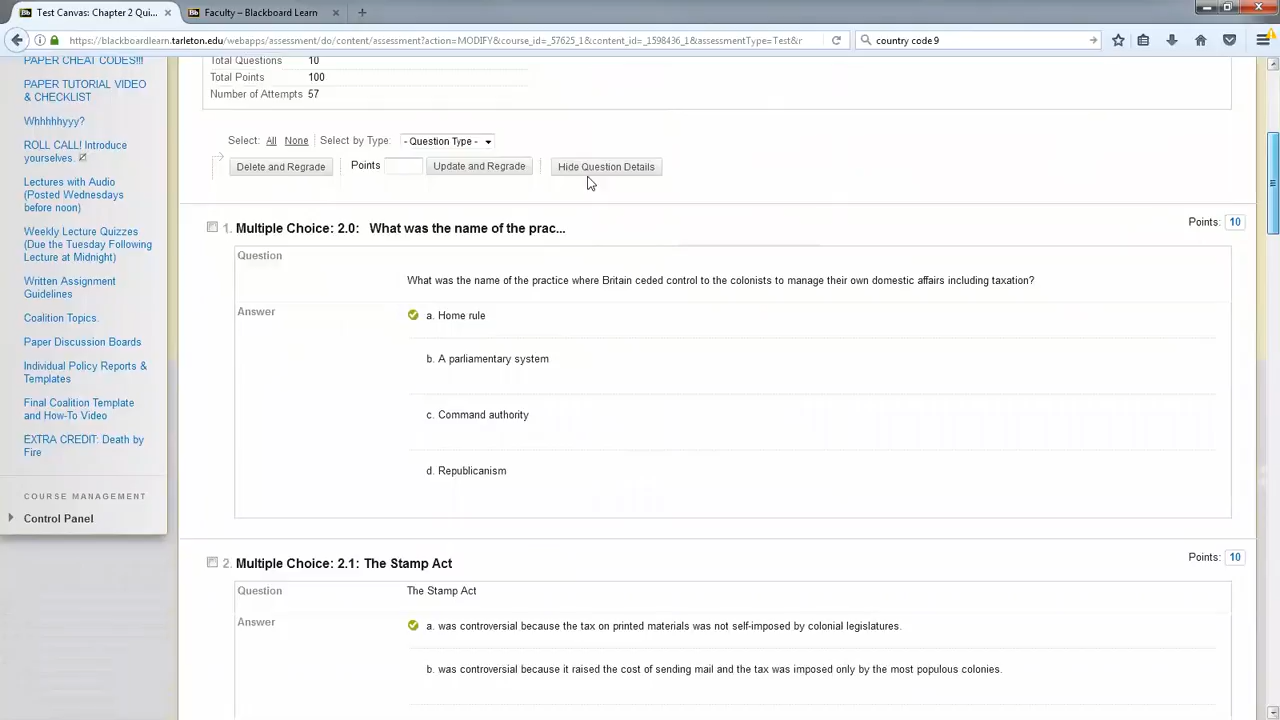 Test Canvas: Chapter 2 Qui...
Faculty – Blackboard Learn
https://blackboardlearn.tarleton.edu/webapps/assessment/do/content/assessment?action=MODIFY&course_id=_57625_1&content_id=_1598436_1&assessmentType=Test&r
country code 9
PAPER CHEAT CODES!!!
PAPER TUTORIAL VIDEO
& CHECKLIST
Whhhhhyyy?
ROLL CALL! Introduce
yourselves.
Lectures with Audio
(Posted Wednesdays
before noon)
Weekly Lecture Quizzes
(Due the Tuesday Following
Lecture at Midnight)
Written Assignment
Guidelines
Coalition Topics.
Paper Discussion Boards
Individual Policy Reports &
Templates
Final Coalition Template
and How-To Video
EXTRA CREDIT: Death by
Fire
COURSE MANAGEMENT
Control Panel
Total Questions 10
Total Points 100
Number of Attempts 57
Select: All None Select by Type: - Question Type -
Delete and Regrade Points Update and Regrade Hide Question Details
1. Multiple Choice: 2.0: What was the name of the prac... Points: 10
Question
What was the name of the practice where Britain ceded control to the colonists to manage their own domestic affairs including taxation?
Answer
a. Home rule
b. A parliamentary system
c. Command authority
d. Republicanism
2. Multiple Choice: 2.1: The Stamp Act Points: 10
Question The Stamp Act
Answer
a. was controversial because the tax on printed materials was not self-imposed by colonial legislatures.
b. was controversial because it raised the cost of sending mail and the tax was imposed only by the most populous colonies.